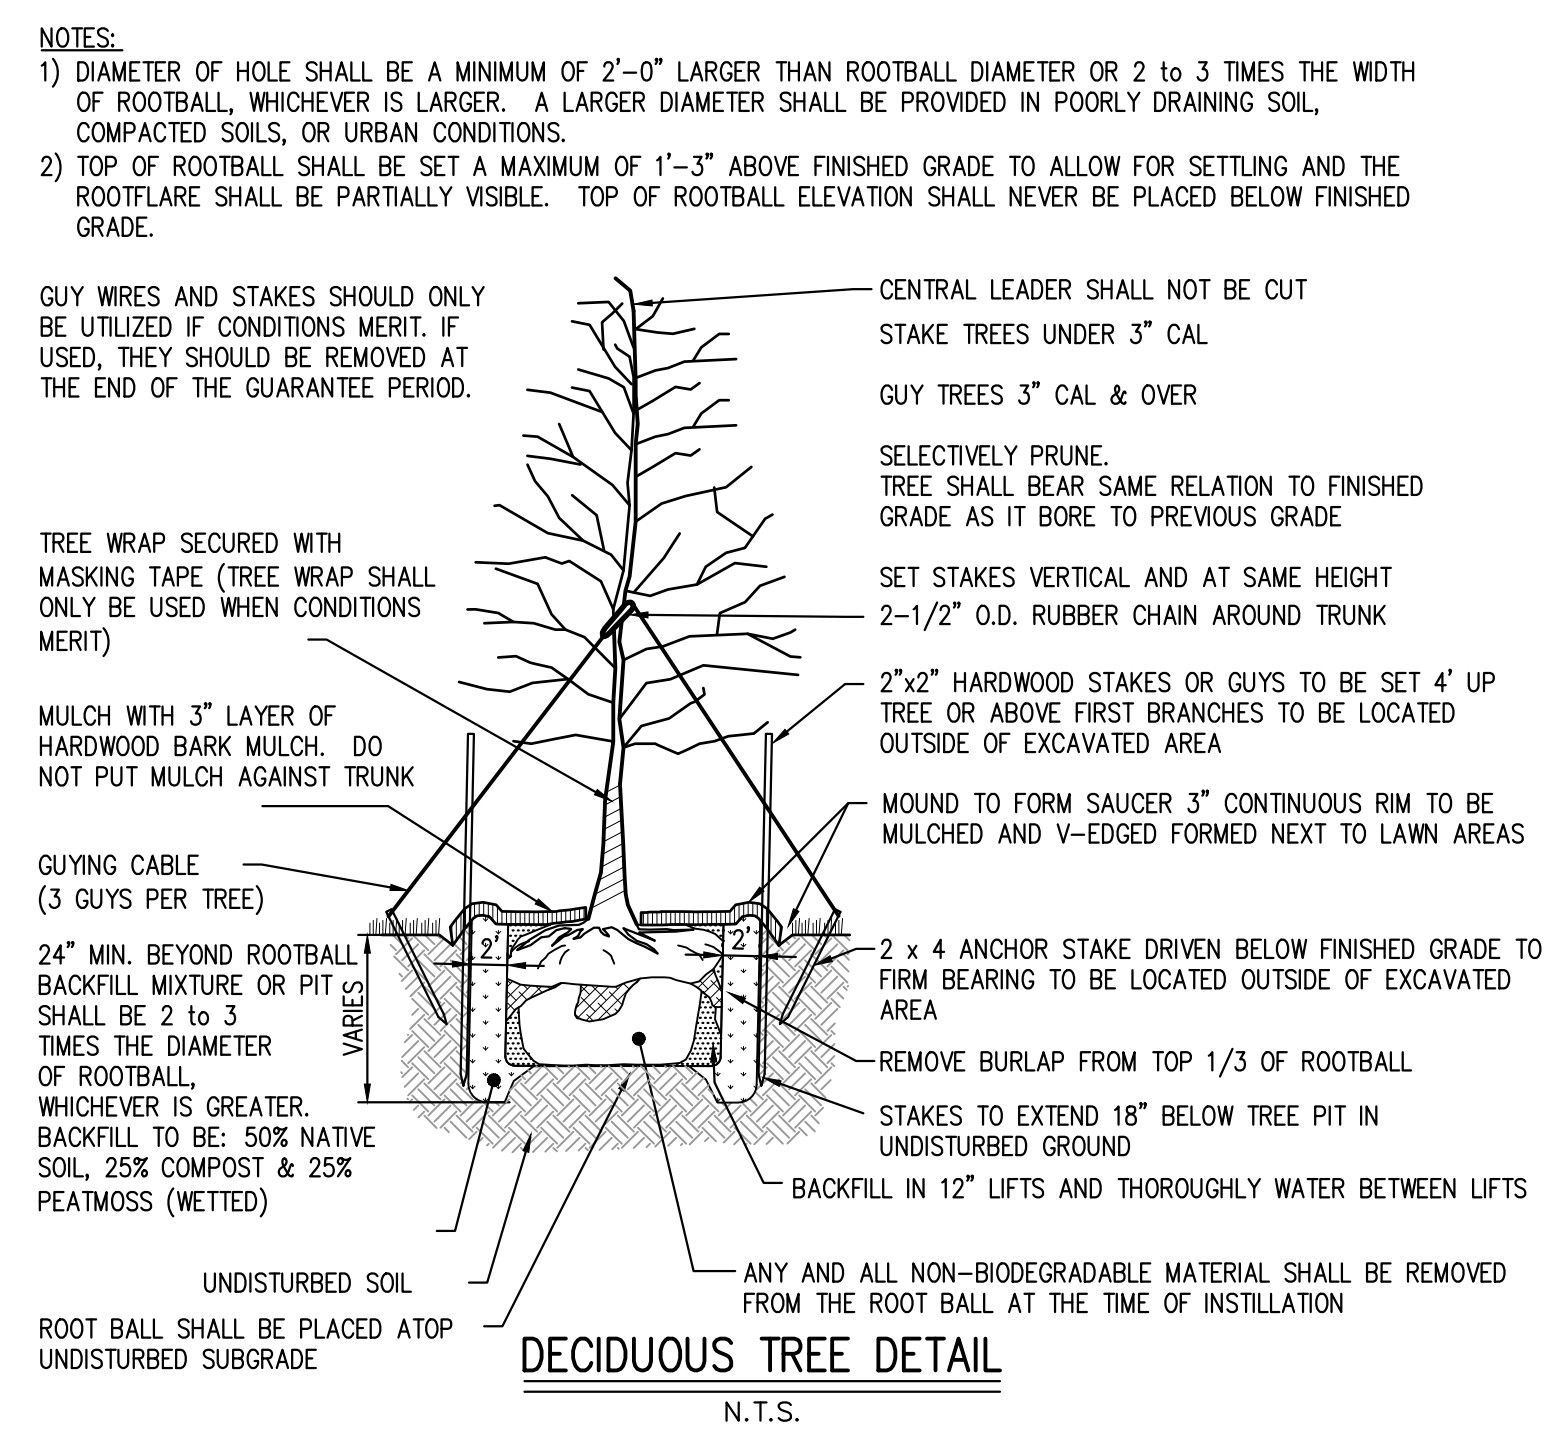 NOTES:
1) DIAMETER OF HOLE SHALL BE A MINIMUM OF 2'-0" LARGER THAN ROOTBALL DIAMETER OR 2 to 3 TIMES THE WIDTH
OF ROOTBALL, WHICHEVER IS LARGER. A LARGER DIAMETER SHALL BE PROVIDED IN POORLY DRAINING SOIL,
COMPACTED SOILS, OR URBAN CONDITIONS.
2) TOP OF ROOTBALL SHALL BE SET A MAXIMUM OF 1'-3" ABOVE FINISHED GRADE TO ALLOW FOR SETTLING AND THE
ROOTFLARE SHALL BE PARTIALLY VISIBLE. TOP OF ROOTBALL ELEVATION SHALL NEVER BE PLACED BELOW FINISHED
GRADE.
GUY WIRES AND STAKES SHOULD ONLY
BE UTILIZED IF CONDITIONS MERIT. IF
USED, THEY SHOULD BE REMOVED AT
THE END OF THE GUARANTEE PERIOD.
TREE WRAP SECURED WITH
MASKING TAPE (TREE WRAP SHALL
ONLY BE USED WHEN CONDITIONS
MERIT)
MULCH WITH 3" LAYER OF
HARDWOOD BARK MULCH. DO
NOT PUT MULCH AGAINST TRUNK
GUYING CABLE
(3 GUYS PER TREE)
24" MIN. BEYOND ROOTBALL
BACKFILL MIXTURE OR PIT
SHALL BE 2 to 3
TIMES THE DIAMETER
OF ROOTBALL,
WHICHEVER IS GREATER.
BACKFILL TO BE: 50% NATIVE
SOIL, 25% COMPOST & 25%
PEATMOSS (WETTED)
UNDISTURBED SOIL
ROOT BALL SHALL BE PLACED ATOP
UNDISTURBED SUBGRADE
VARIES
2'
2'
CENTRAL LEADER SHALL NOT BE CUT
STAKE TREES UNDER 3" CAL
GUY TREES 3" CAL & OVER
SELECTIVELY PRUNE.
TREE SHALL BEAR SAME RELATION TO FINISHED
GRADE AS IT BORE TO PREVIOUS GRADE
SET STAKES VERTICAL AND AT SAME HEIGHT
2-1/2" O.D. RUBBER CHAIN AROUND TRUNK
2"x2" HARDWOOD STAKES OR GUYS TO BE SET 4' UP
TREE OR ABOVE FIRST BRANCHES TO BE LOCATED
OUTSIDE OF EXCAVATED AREA
MOUND TO FORM SAUCER 3" CONTINUOUS RIM TO BE
MULCHED AND V-EDGED FORMED NEXT TO LAWN AREAS
2 x 4 ANCHOR STAKE DRIVEN BELOW FINISHED GRADE TO
FIRM BEARING TO BE LOCATED OUTSIDE OF EXCAVATED
AREA
REMOVE BURLAP FROM TOP 1/3 OF ROOTBALL
STAKES TO EXTEND 18" BELOW TREE PIT IN
UNDISTURBED GROUND
BACKFILL IN 12" LIFTS AND THOROUGHLY WATER BETWEEN LIFTS
ANY AND ALL NON-BIODEGRADABLE MATERIAL SHALL BE REMOVED
FROM THE ROOT BALL AT THE TIME OF INSTILLATION
DECIDUOUS TREE DETAIL
N.T.S.